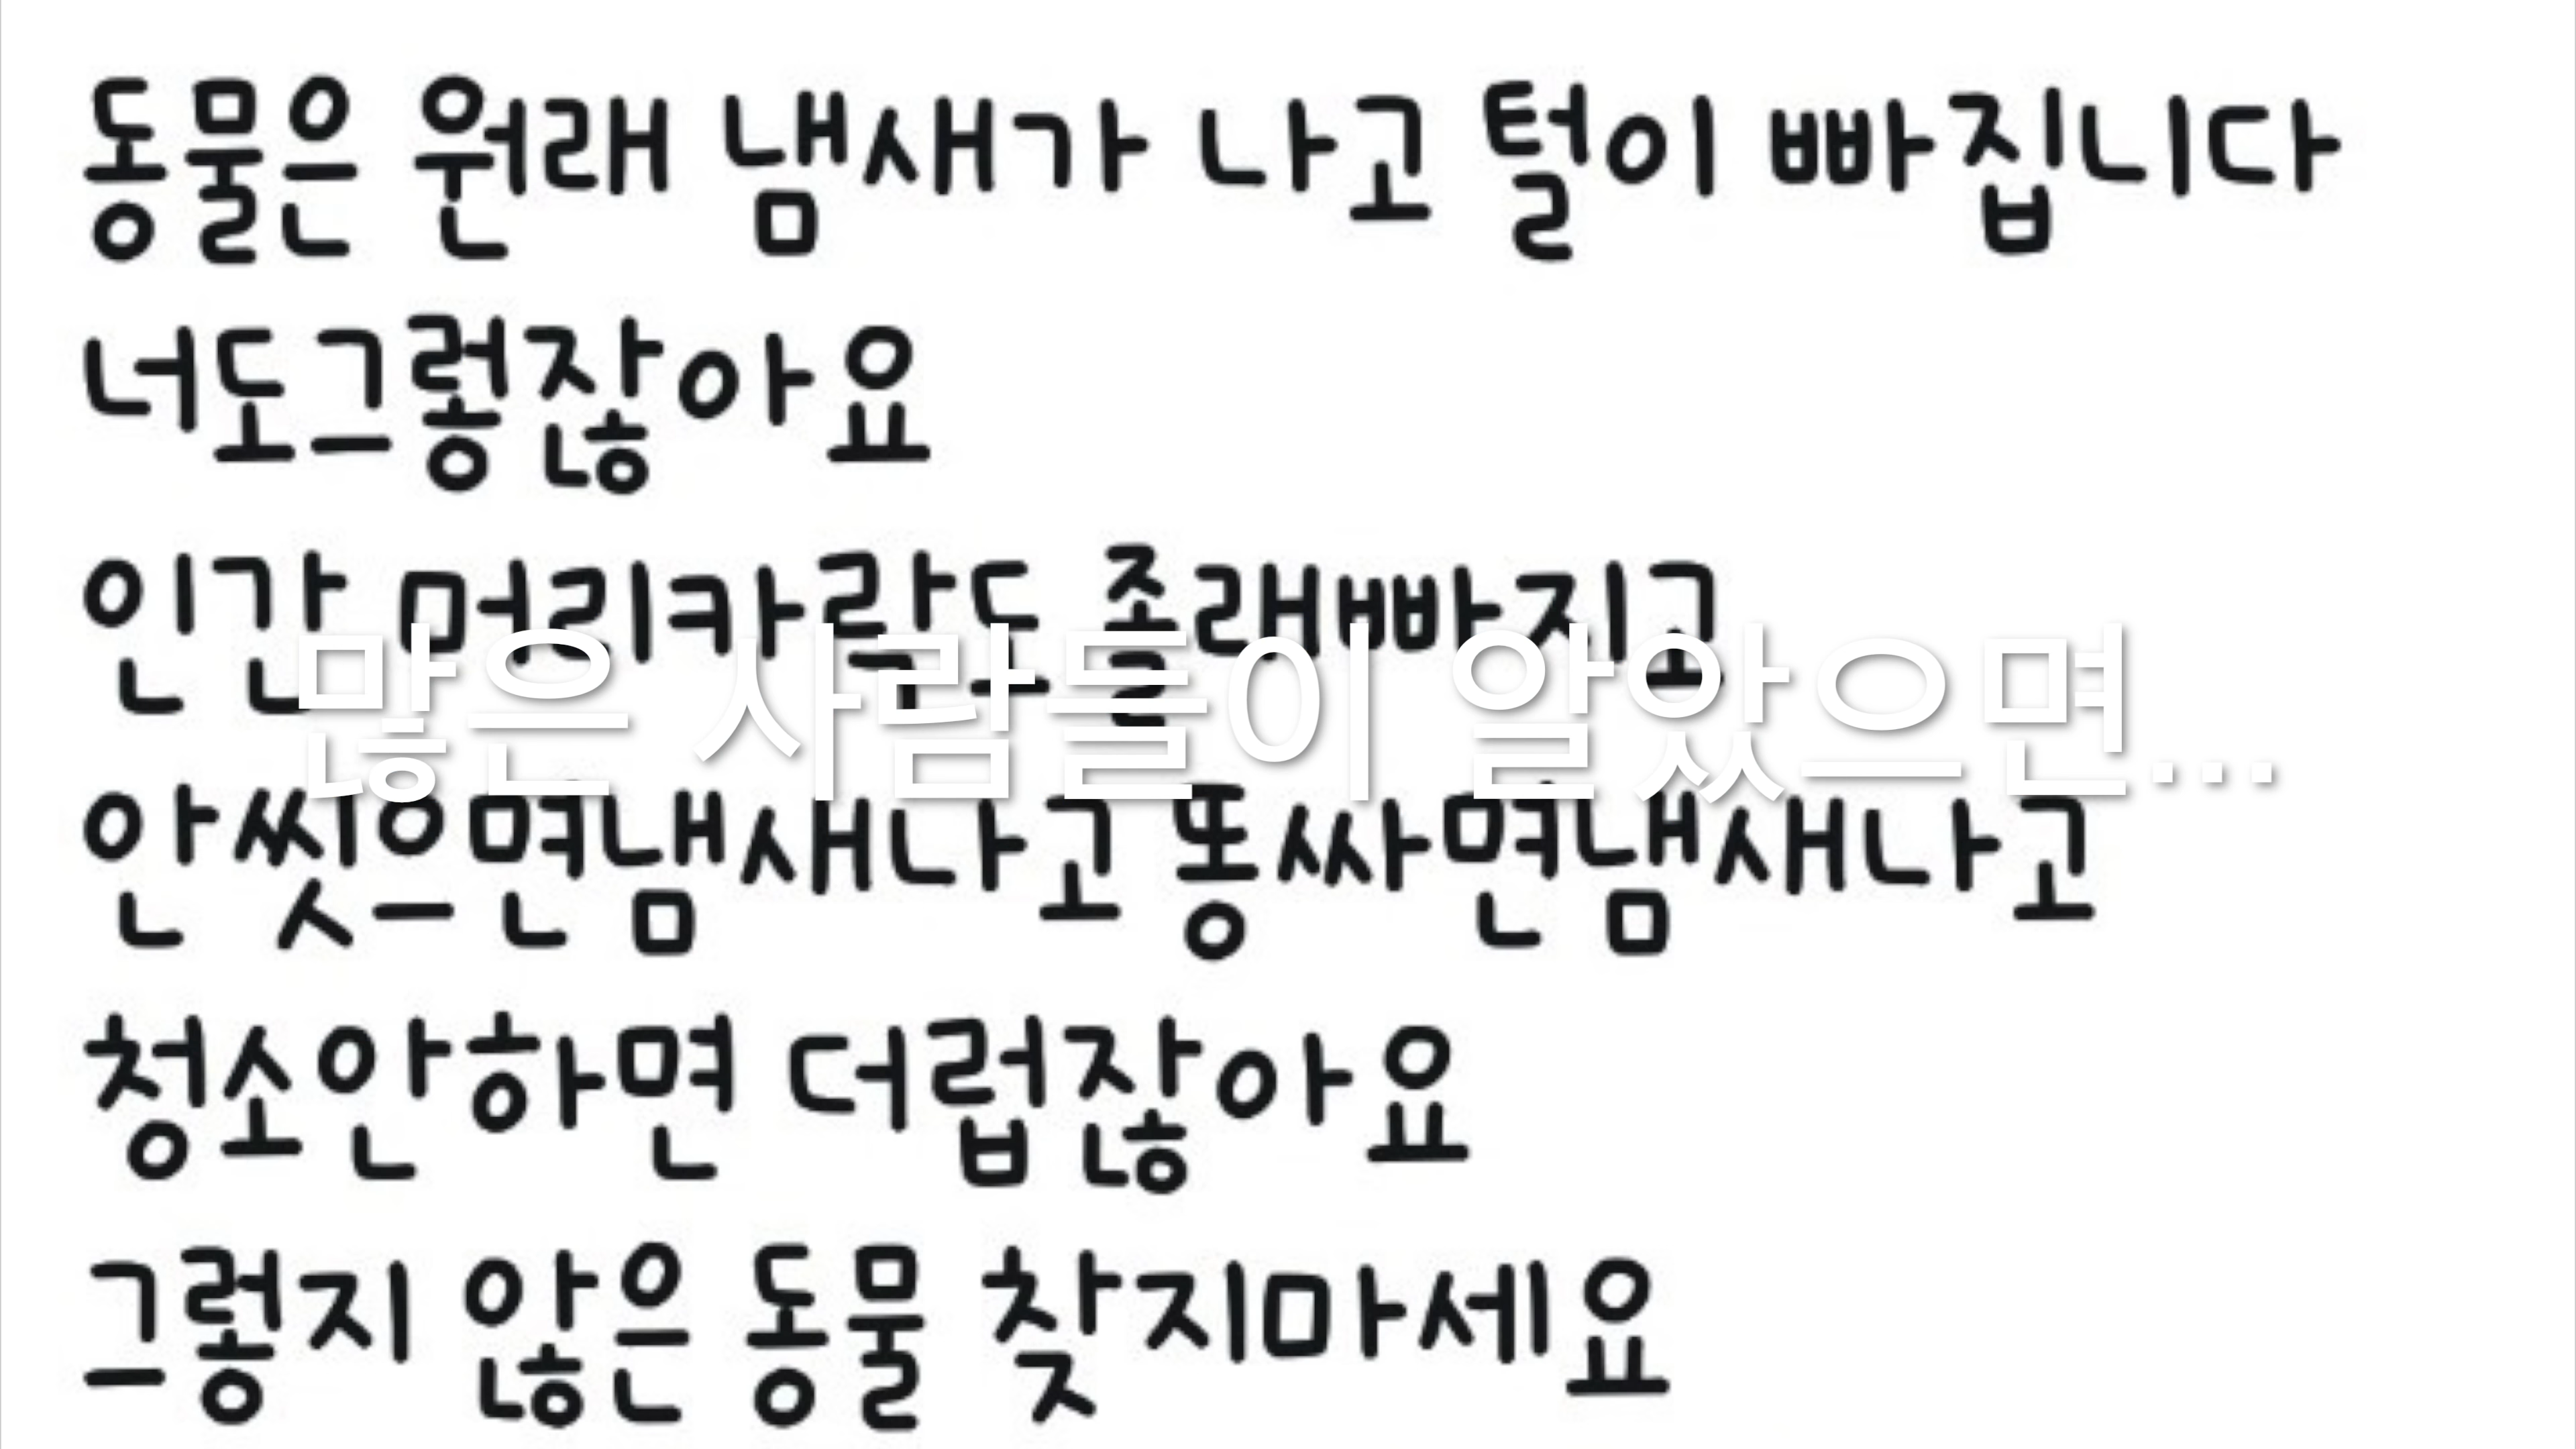 동물은 원래 냄새가 나고 털이 빠집니다
너도그렇잖아요
인간 머리카락도 졸래빠지고
많은 사람들이 알았으면...
안씻으면냄새나고 똥싸면냄새나고
청소안하면 더럽잖아요
그렇지 않은 동물 찾지마세요